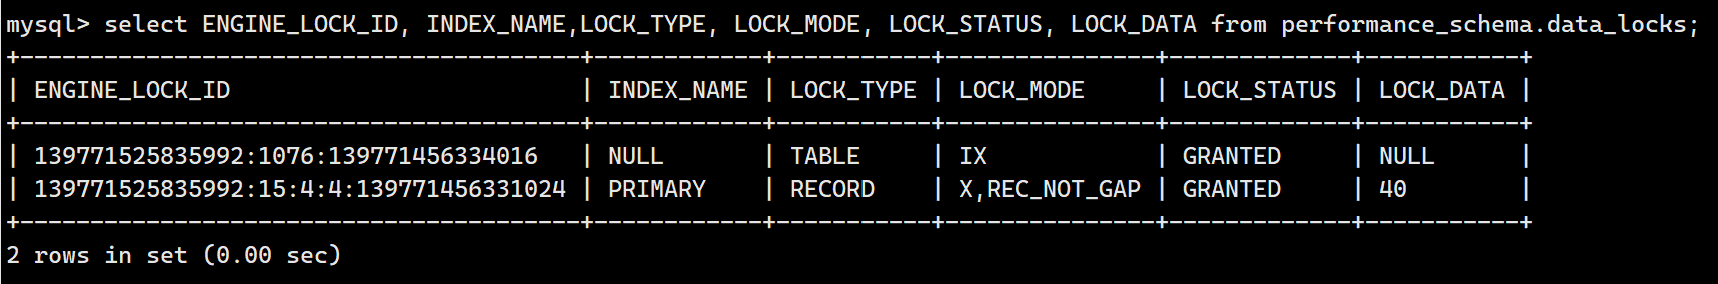 mysql> select ENGINE_LOCK_ID, INDEX_NAME,LOCK_TYPE, LOCK_MODE, LOCK_STATUS, LOCK_DATA from performance_schema.data_locks;
+----------------------------------------+------------+-----------+---------------+-------------+-----------+
| ENGINE_LOCK_ID                         | INDEX_NAME | LOCK_TYPE | LOCK_MODE     | LOCK_STATUS | LOCK_DATA |
+----------------------------------------+------------+-----------+---------------+-------------+-----------+
| 139771525835992:1076:139771456334016   | NULL       | TABLE     | IX            | GRANTED     | NULL      |
| 139771525835992:15:4:4:139771456331024 | PRIMARY    | RECORD    | X,REC_NOT_GAP | GRANTED     | 40        |
+----------------------------------------+------------+-----------+---------------+-------------+-----------+
2 rows in set (0.00 sec)